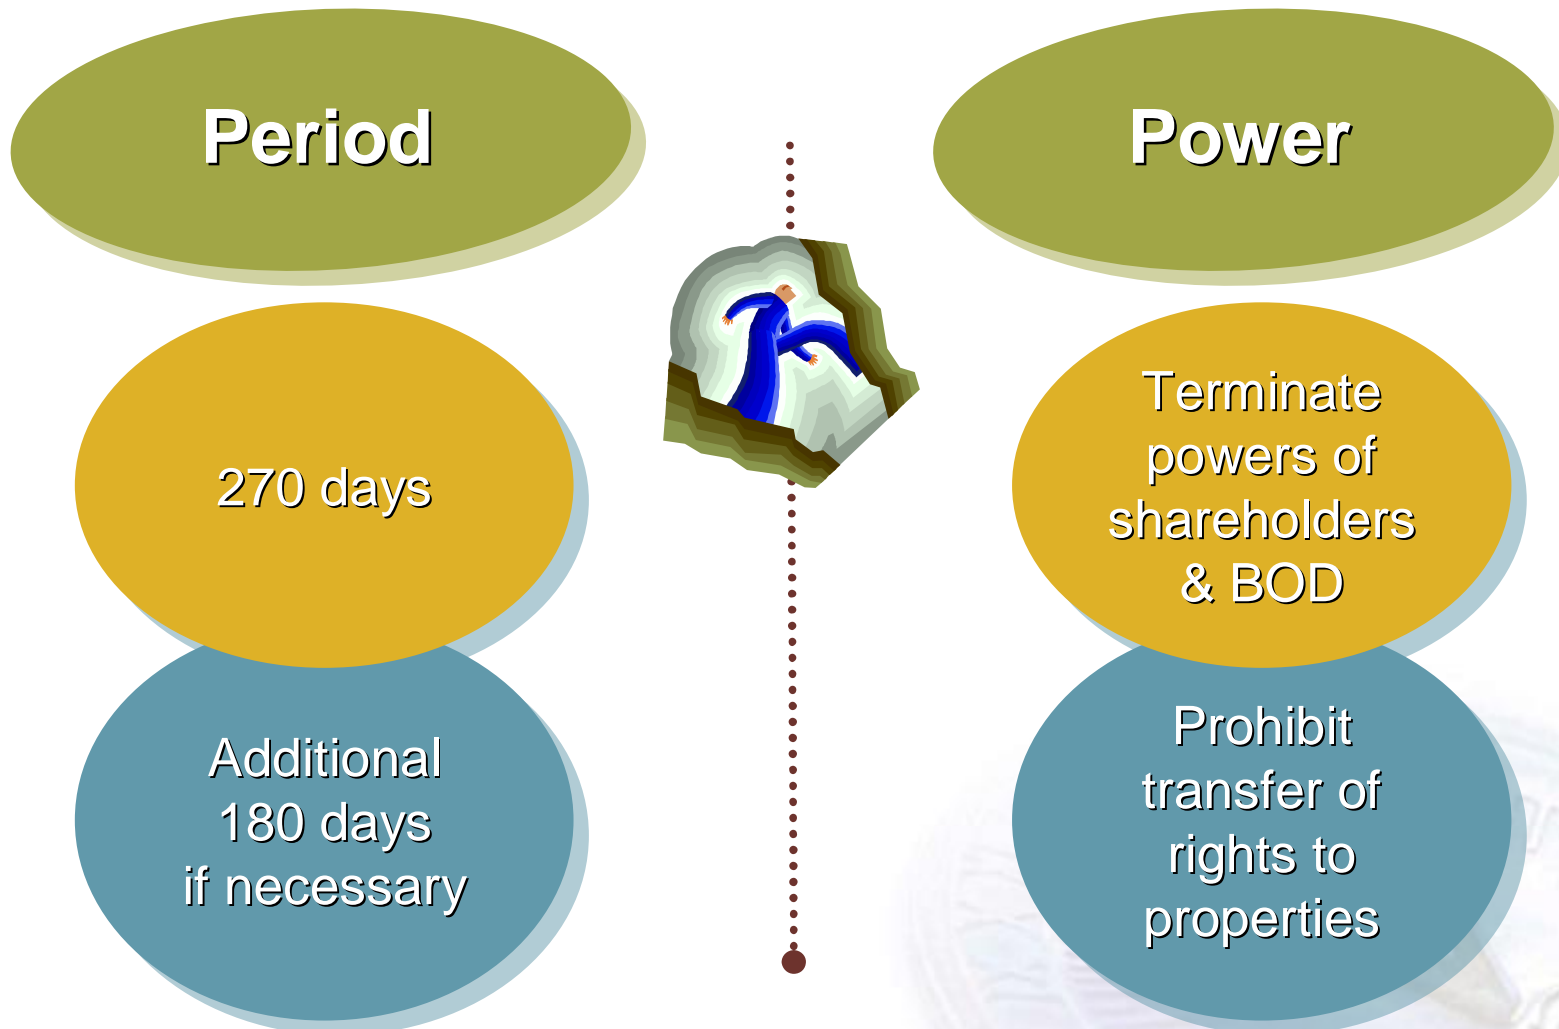 Period
270 days
Additional
180 days
if necessary
Power
Terminate
powers of
shareholders
& BOD
Prohibit
transfer of
rights to
properties